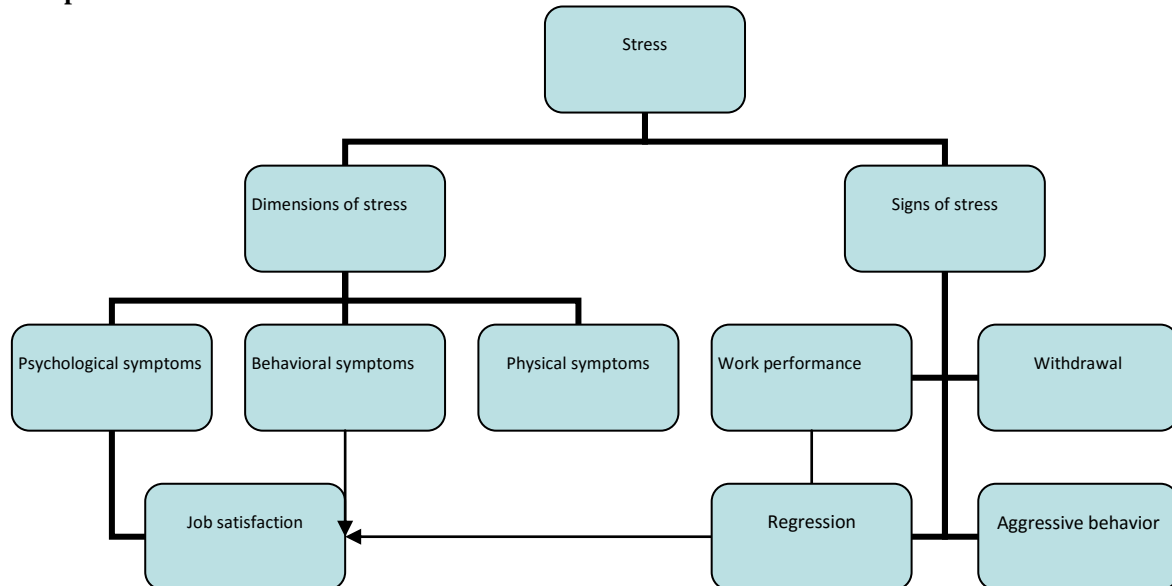 Stress
Dimensions of stress
Signs of stress
Psychological symptoms
Behavioral symptoms
Physical symptoms
Work performance
Withdrawal
Job satisfaction
Regression
Aggressive behavior